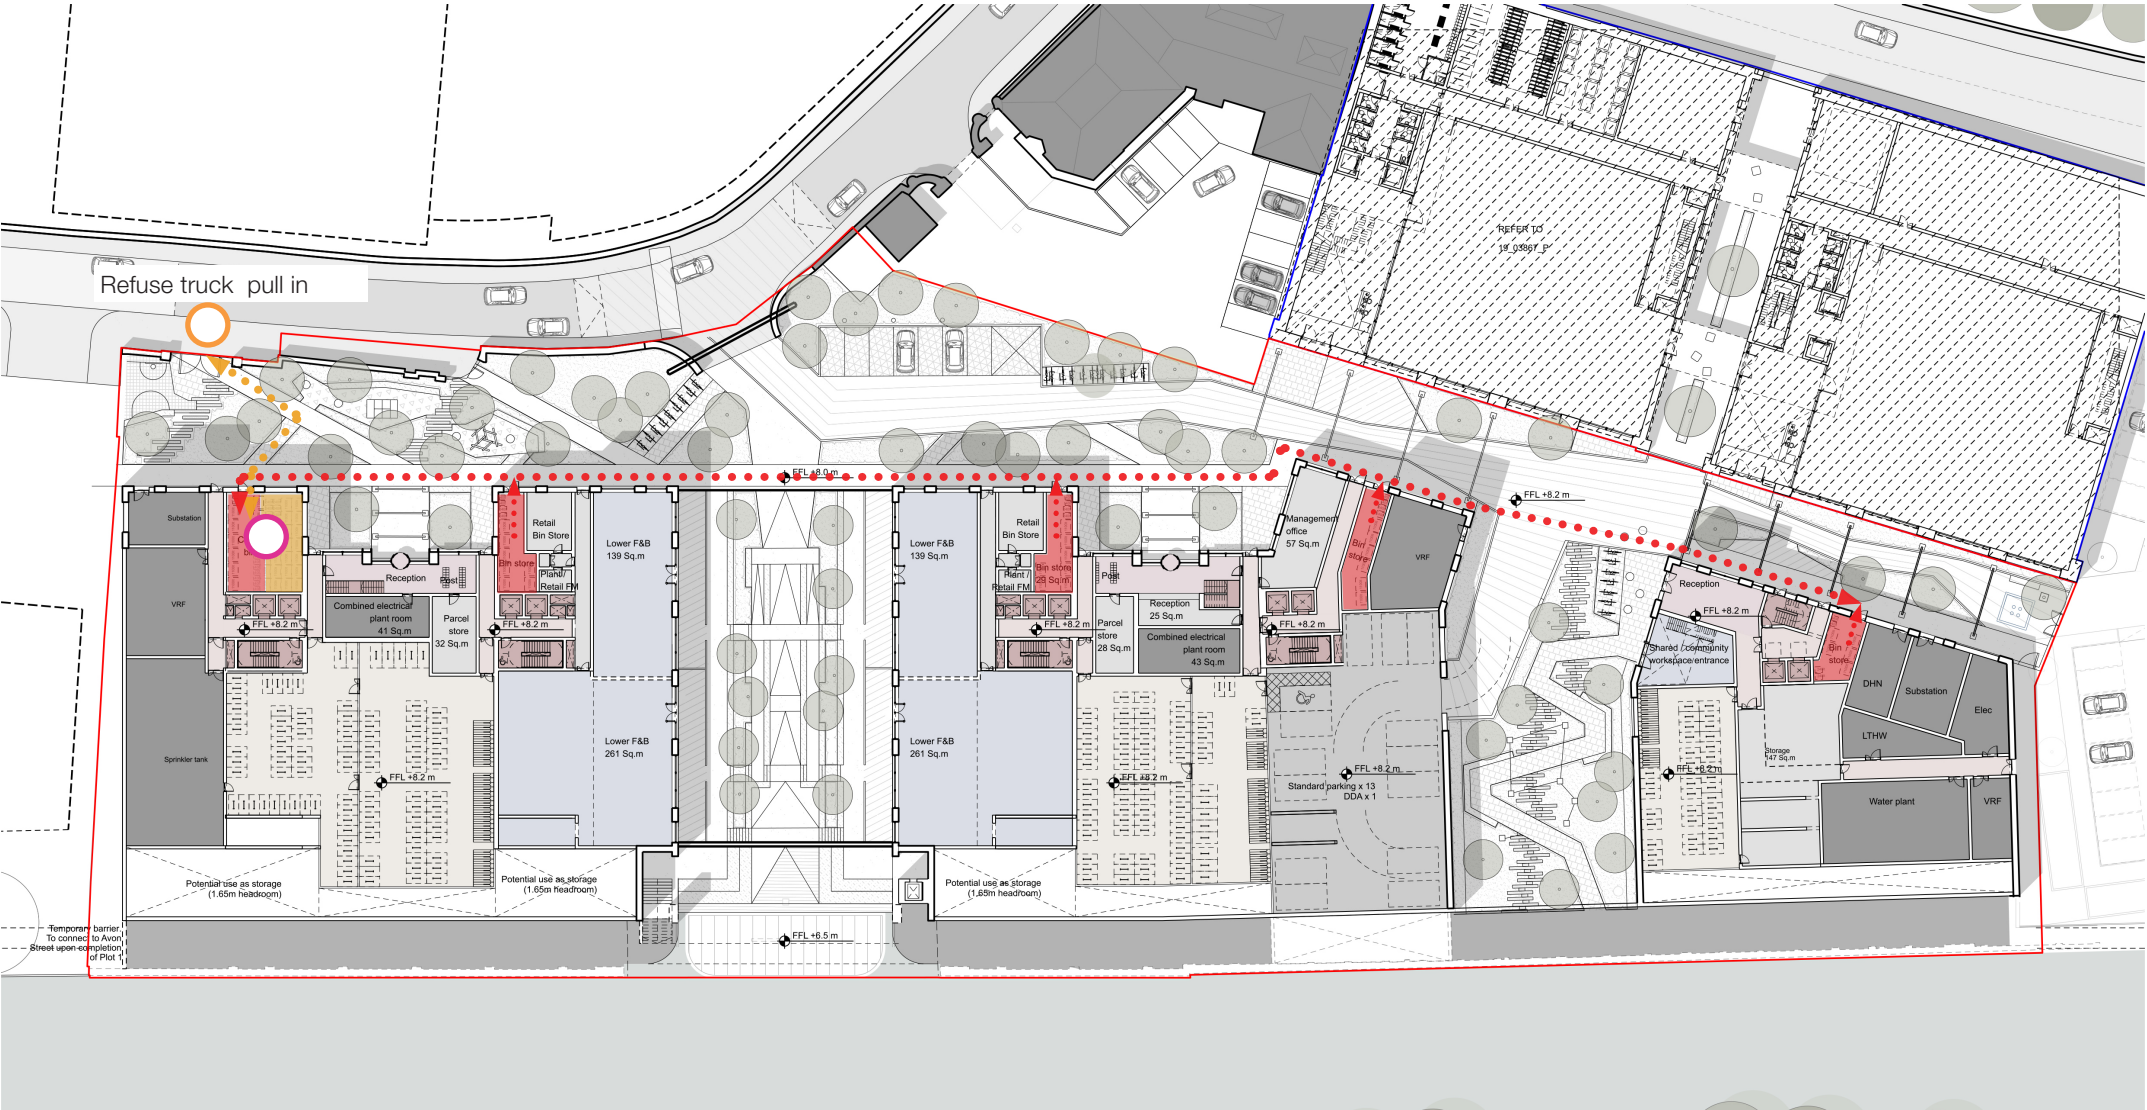 Refuse truck pull in
REFER TO
19_03867_P
FFL +8.0 m
FFL +8.2 m
Substation
VRF
Sprinkler tank
FFL +8.2 m
Reception
Post
Combined electrical
plant room
41 Sq.m
Parcel
store
32 Sq.m
Bin store
FFL +8.2 m
Retail
Bin Store
Plant /
Retail FM
Lower F&B
139 Sq.m
Lower F&B
261 Sq.m
FFL +8.2 m
Potential use as storage
(1.65m headroom)
Potential use as storage
(1.65m headroom)
Temporary barrier.
To connect to Avon
Street upon completion
of Plot 1
FFL +6.5 m
Lower F&B
139 Sq.m
Lower F&B
261 Sq.m
Retail
Bin Store
Plant /
Retail FM
Bin store
29 Sq.m
FFL +8.2 m
Post
Reception
25 Sq.m
Parcel
store
28 Sq.m
Combined electrical
plant room
43 Sq.m
FFL +8.2 m
Potential use as storage
(1.65m headroom)
Management
office
57 Sq.m
Bin
store
VRF
FFL +8.2 m
FFL +8.2 m
Standard parking x 13
DDA x 1
Reception
FFL +8.2 m
Shared / community
workspace/entrance
Bin
store
DHN
Substation
Elec
LTHW
Storage
147 Sq.m
FFL +8.2 m
Water plant
VRF